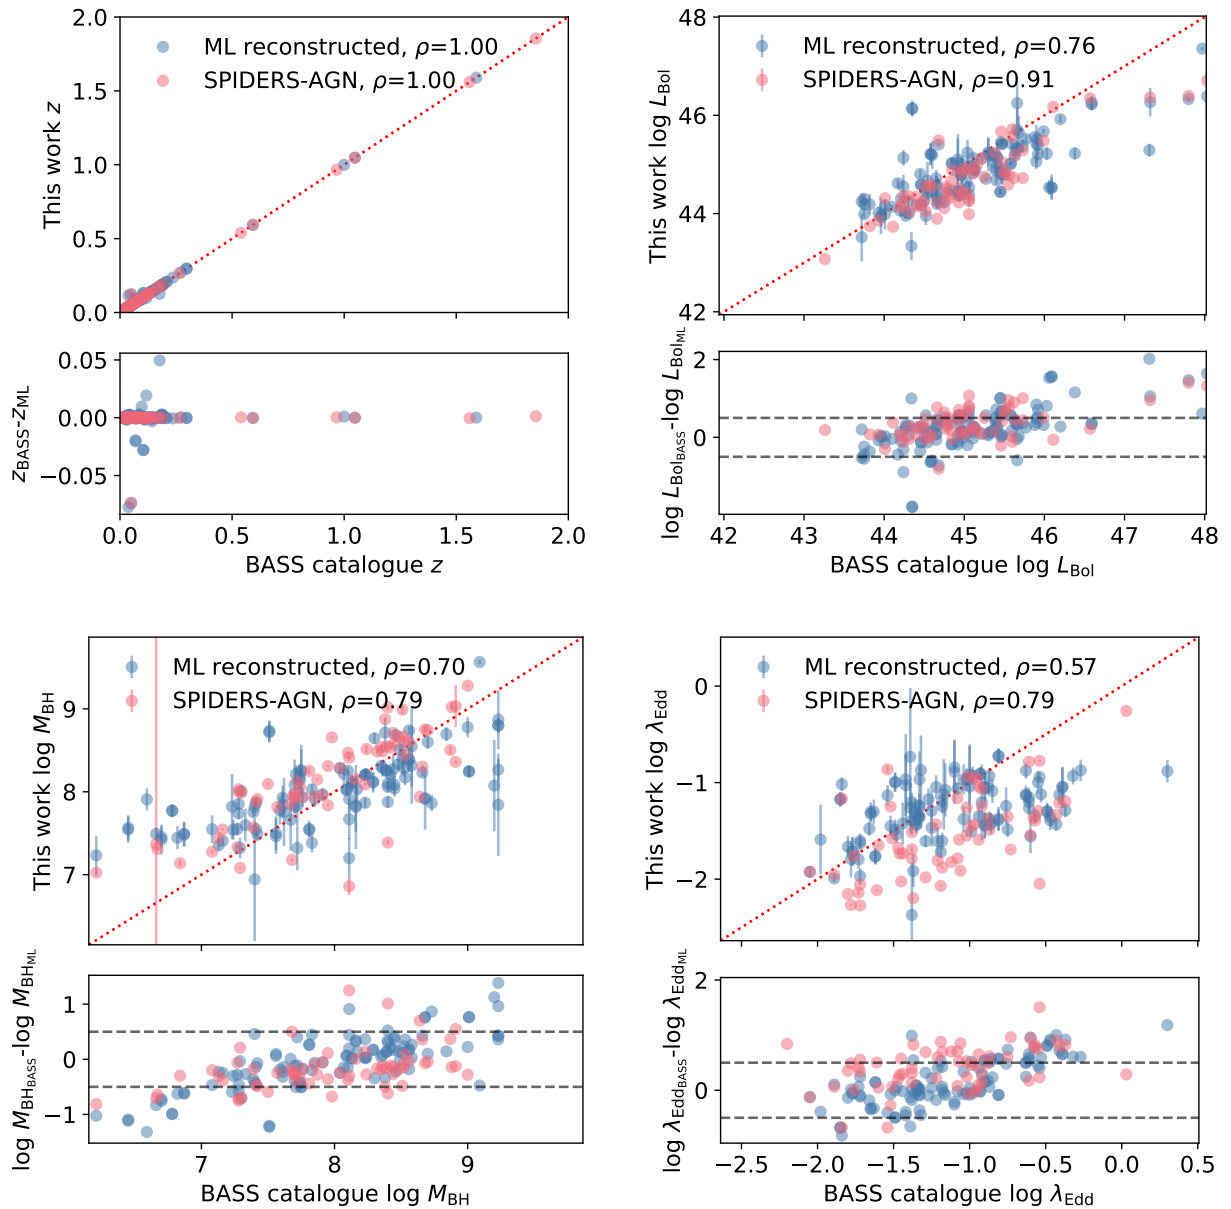 ML reconstructed, ρ=1.00
SPIDERS-AGN, ρ=1.00
This work z
2.0
1.5
1.0
0.5
0.0
z_BASS-z_ML
0.05
0.00
−0.05
0.0 0.5 1.0 1.5 2.0
BASS catalogue z
ML reconstructed, ρ=0.76
SPIDERS-AGN, ρ=0.91
This work log L_Bol
48
46
44
42
log L_Bol_BASS-log L_Bol_ML
2
0
42 43 44 45 46 47 48
BASS catalogue log L_Bol
ML reconstructed, ρ=0.70
SPIDERS-AGN, ρ=0.79
This work log M_BH
9
8
7
log M_BH_BASS-log M_BH_ML
1
0
−1
7 8 9
BASS catalogue log M_BH
ML reconstructed, ρ=0.57
SPIDERS-AGN, ρ=0.79
This work log λ_Edd
0
−1
−2
log λ_Edd_BASS-log λ_Edd_ML
2
0
−2.5 −2.0 −1.5 −1.0 −0.5 0.0 0.5
BASS catalogue log λ_Edd